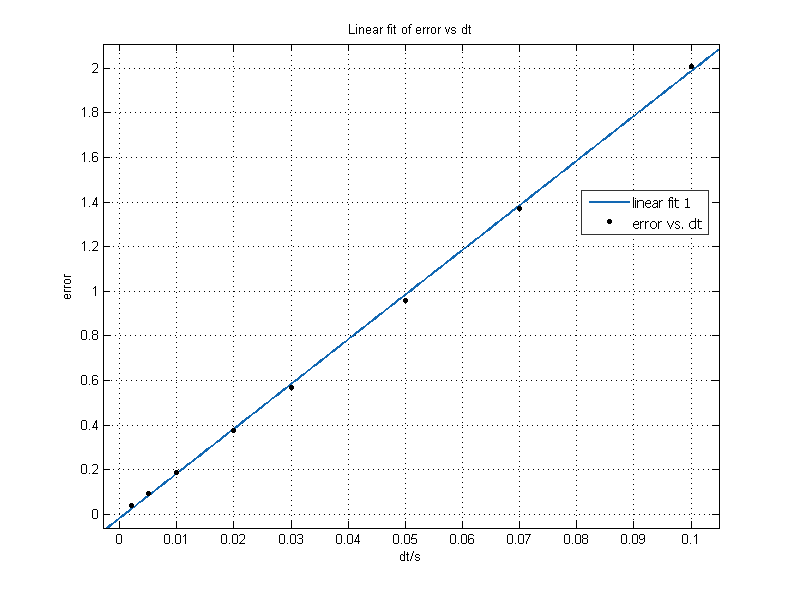 Linear fit of error vs dt
2
1.8
1.6
1.4
1.2
1
0.8
0.6
0.4
0.2
0
error
linear fit 1
error vs. dt
0 0.01 0.02 0.03 0.04 0.05 0.06 0.07 0.08 0.09 0.1
dt/s